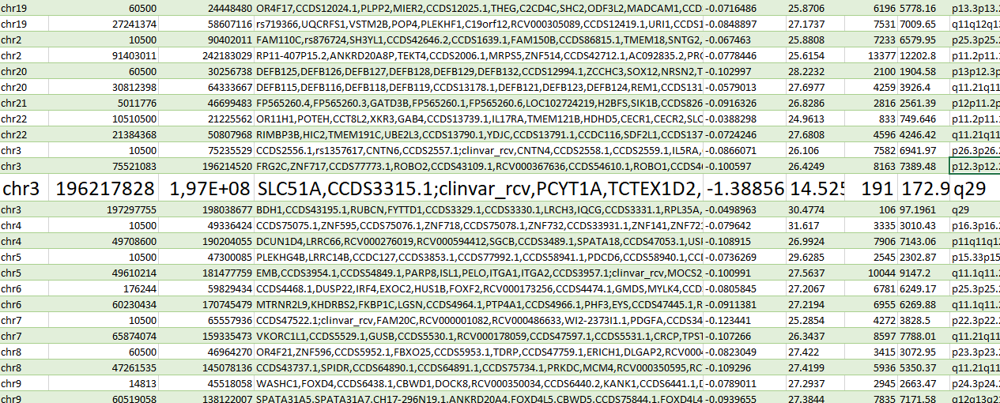 chr19 60500 24448480 OR4F17,CCDS12024.1,PLPP2,MIER2,CCDS12025.1,THEG,C2CD4C,SHC2,ODF3L2,MADCAM1,CCD -0.0716486 25.8706 6196 5778.16 p13.3p13.
chr19 27241374 58607116 rs719366,UQCRFS1,VSTM2B,POP4,PLEKHF1,C19orf12,RCV000305089,CCDS12419.1,URI1,CCDS1 -0.0848897 27.1737 7531 7009.65 q11q12q1
chr2 10500 90402011 FAM110C,rs876724,SH3YL1,CCDS42646.2,CCDS1639.1,FAM150B,CCDS86815.1,TMEM18,SNTG2, -0.067463 25.8808 7233 6579.95 p25.3p25.
chr2 91403011 242183029 RP11-407P15.2,ANKRD20A8P,TEKT4,CCDS2006.1,MRPS5,ZNF514,CCDS42712.1,AC092835.2,PR -0.0778446 25.6154 13377 12202.8 p11.2p11.
chr20 60500 30256738 DEFB125,DEFB126,DEFB127,DEFB128,DEFB129,DEFB132,CCDS12994.1,ZCCHC3,SOX12,NRSN2,T -0.102997 28.2232 2100 1904.58 p13p12.3p
chr20 30812398 64333667 DEFB115,DEFB116,DEFB118,DEFB119,CCDS13178.1,DEFB121,DEFB123,DEFB124,REM1,CCDS131 -0.0579013 27.6977 4259 3926.4 q11.21q11
chr21 5011776 46699483 FP565260.4,FP565260.3,GATD3B,FP565260.1,FP565260.6,LOC102724219,H2BFS,SIK1B,CCDS826 -0.0916326 26.8286 2816 2561.39 p12p11.2p
chr22 10510500 21225562 OR11H1,POTEH,CCT8L2,XKR3,GAB4,CCDS13739.1,IL17RA,TMEM121B,HDHD5,CECR1,CECR2,SLC -0.0388298 24.9613 833 749.646 p11.2p11.
chr22 21384368 50807968 RIMBP3B,HIC2,TMEM191C,UBE2L3,CCDS13790.1,YDJC,CCDS13791.1,CCDC116,SDF2L1,CCDS137 -0.0724246 27.6808 4596 4246.42 q11.21q11
chr3 10500 75235529 CCDS2556.1,rs1357617,CNTN6,CCDS2557.1;clinvar_rcv,CNTN4,CCDS2558.1,CCDS2559.1,IL5RA, -0.0866071 26.106 7582 6941.97 p26.3p26.
chr3 75521083 196214520 FRG2C,ZNF717,CCDS77773.1,ROBO2,CCDS43109.1,RCV000367636,CCDS54610.1,ROBO1,CCDS4 -0.100597 26.4249 8163 7389.48 p12.3p12.
chr3 196217828 1,97E+08 SLC51A,CCDS3315.1;clinvar_rcv,PCYT1A,TCTEX1D2, -1.38856 14.525 191 172.9 q29
chr3 197297755 198038677 BDH1,CCDS43195.1,RUBCN,FYTTD1,CCDS3329.1,CCDS3330.1,LRCH3,IQCG,CCDS3331.1,RPL35A, -0.0498963 30.4774 106 97.1961 q29
chr4 10500 49336424 CCDS75075.1,ZNF595,CCDS75076.1,ZNF718,CCDS75078.1,ZNF732,CCDS33931.1,ZNF141,ZNF72 -0.079642 31.617 3335 3010.43 p16.3p16.
chr4 49708600 190204055 DCUN1D4,LRRC66,RCV000276019,RCV000594412,SGCB,CCDS3489.1,SPATA18,CCDS47053.1,USI -0.108915 26.9924 7906 7143.06 p11q11q1
chr5 10500 47300085 PLEKHG4B,LRRC14B,CCDC127,CCDS3853.1,CCDS77992.1,CCDS58941.1,PDCD6,CCDS58940.1,CC -0.0736269 29.6285 2545 2302.87 p15.33p15
chr5 49610214 181477759 EMB,CCDS3954.1,CCDS54849.1,PARP8,ISL1,PELO,ITGA1,ITGA2,CCDS3957.1;clinvar_rcv,MOCS2 -0.100991 27.5637 10044 9147.2 q11.1q11.
chr6 176244 59829434 CCDS4468.1,DUSP22,IRF4,EXOC2,HUS1B,FOXF2,RCV000173256,CCDS4474.1,GMDS,MYLK4,CCD -0.0805845 27.2067 6781 6249.17 p25.3p25.
chr6 60230434 170745479 MTRNR2L9,KHDRBS2,FKBP1C,LGSN,CCDS4964.1,PTP4A1,CCDS4966.1,PHF3,EYS,CCDS47445.1,R -0.0911381 27.2194 6955 6269.88 q11.1q11.
chr7 10500 65557936 CCDS47522.1;clinvar_rcv,FAM20C,RCV000001082,RCV000486633,WI2-2373I1.1,PDGFA,CCDS34 -0.123441 25.2854 4272 3828.5 p22.3p22.
chr7 65874074 159335473 VKORC1L1,CCDS5529.1,GUSB,CCDS5530.1,RCV000178059,CCDS47597.1,CCDS5531.1,CRCP,TPST -0.107266 26.3437 8597 7788.01 q11.21q11
chr8 60500 46964270 OR4F21,ZNF596,CCDS5952.1,FBXO25,CCDS5953.1,TDRP,CCDS47759.1,ERICH1,DLGAP2,RCV000 -0.0823049 27.422 3415 3072.95 p23.3p23.
chr8 47261535 145078136 CCDS43737.1,SPIDR,CCDS64890.1,CCDS64891.1,CCDS75734.1,PRKDC,MCM4,RCV000350595,RC -0.109296 27.4199 5936 5350.37 q11.21q11
chr9 14813 45518058 WASHC1,FOXD4,CCDS6438.1,CBWD1,DOCK8,RCV000350034,CCDS6440.2,KANK1,CCDS6441.1,D -0.0789011 27.2937 2945 2663.47 p24.3p24.
chr9 60519058 138122007 SPATA31A5,SPATA31A7,CH17-296N19.1,ANKRD20A4,FOXD4L5,CBWD5,CCDS75844.1,FOXD4L4 -0.0939655 27.3844 7835 7171.58 q12q13q21